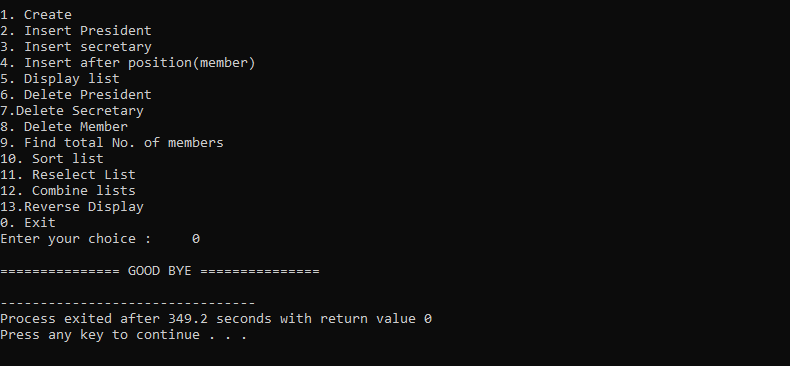 1. Create
2. Insert President
3. Insert secretary
4. Insert after position(member)
5. Display list
6. Delete President
7.Delete Secretary
8. Delete Member
9. Find total No. of members
10. Sort list
11. Reselect List
12. Combine lists
13.Reverse Display
0. Exit
Enter your choice :     0
=============== GOOD BYE ===============
--------------------------------
Process exited after 349.2 seconds with return value 0
Press any key to continue . . .